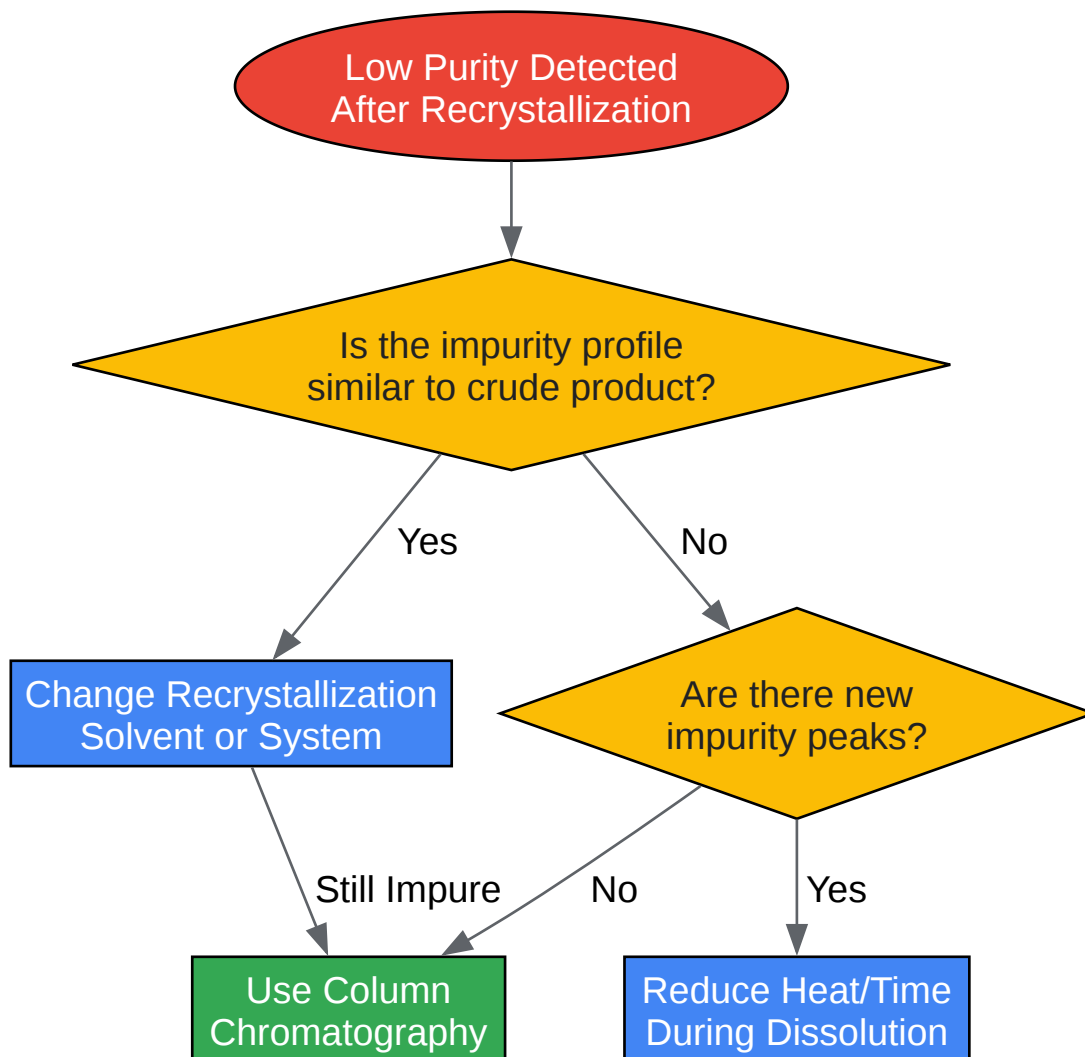 Low Purity Detected
After Recrystallization
Is the impurity profile
similar to crude product?
Yes
No
Change Recrystallization
Solvent or System
Are there new
impurity peaks?
Still Impure
No
Yes
Use Column
Chromatography
Reduce Heat/Time
During Dissolution